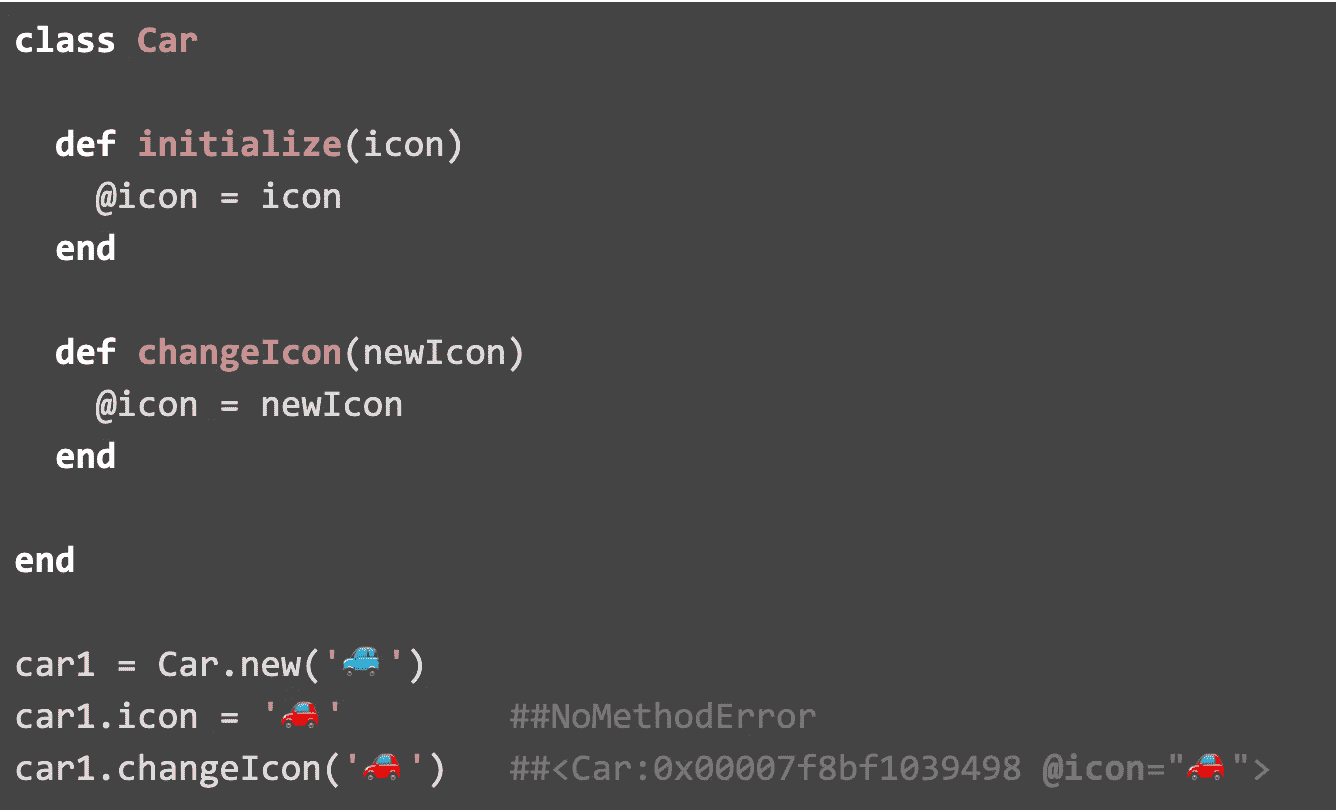 class Car
def initialize(icon)
@icon = icon
end
def changeIcon(newIcon)
@icon = newIcon
end
end
car1 = Car.new('🚙')
car1.icon = '🚗' ##NoMethodError
car1.changeIcon('🚗') ##<Car:0x00007f8bf1039498 @icon="🚗">